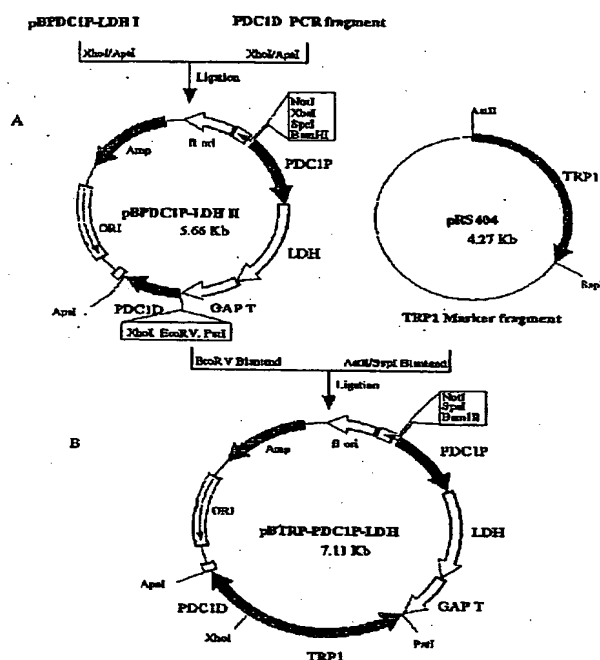 pBPDC1P-LDH I PDC1D PCR fragment
XhoI/ApaI XhoI/ApaI
Ligation
A
NotI
XbaI
SpeI
BamHI
AatII
f1 ori
Amp
PDC1P
TRP1
pBPDC1P-LDH II
5.66 Kb
pRS404
4.27 Kb
ORI
LDH
ApaI
PDC1D
GAP T
XhoI, EcoRV, PstI
TRP1 Marker fragment
EcoRV Bluntend AatII/SspI Bluntend
Ligation
NotI
SpeI
BamHI
B
f1 ori
Amp
PDC1P
ORI
pBTRP-PDC1P-LDH
7.11 Kb
LDH
ApaI
PDC1D
GAP T
XhoI
PstI
TRP1